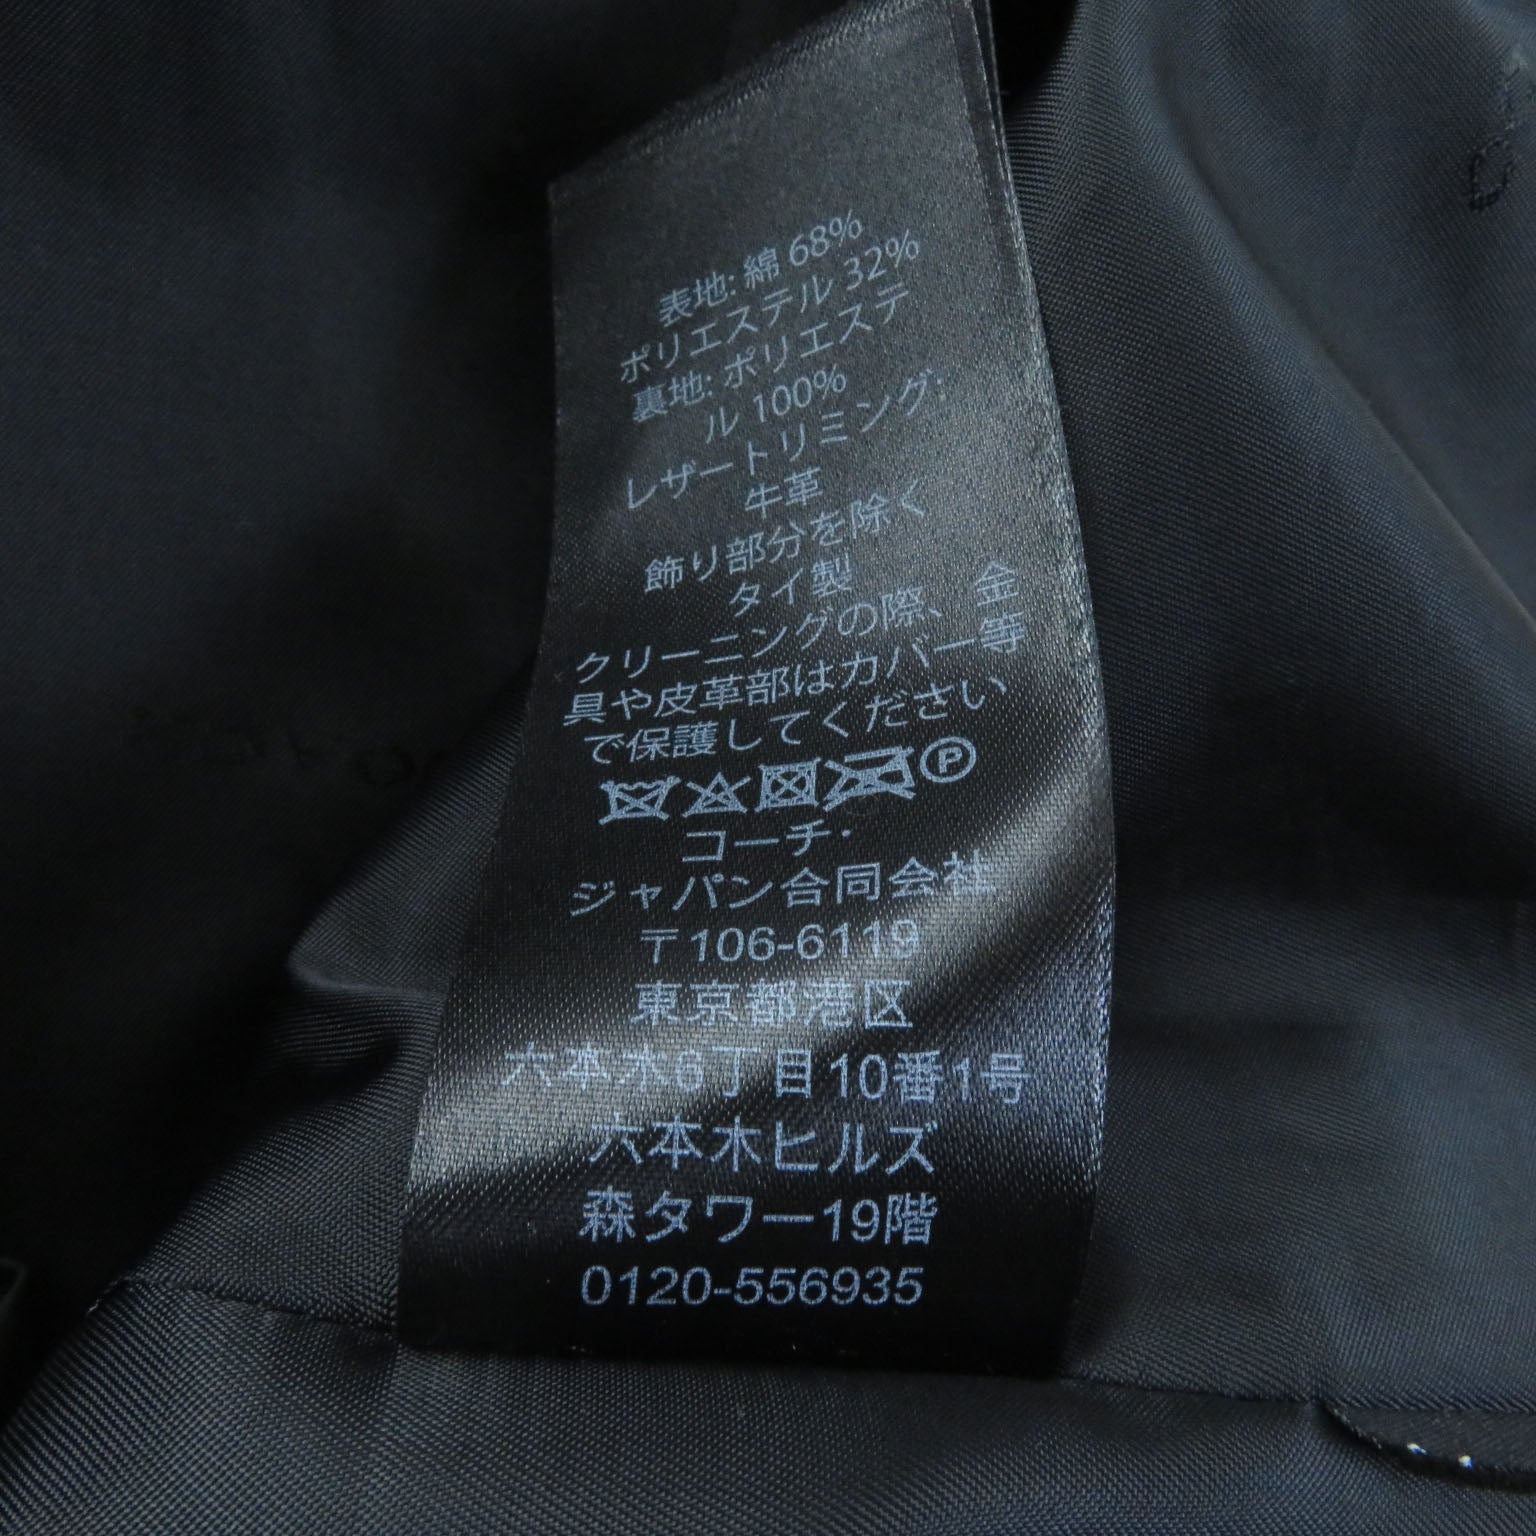 表地: 綿 68%
ポリエステル 32%
裏地: ポリエステ
ル 100%
レザートリミング:
牛革
飾り部分を除く
タイ製
クリーニングの際、金
具や皮革部はカバー等
で保護してください
P
コーチ・
ジャパン合同会社
〒106-6119
東京都港区
六本木6丁目10番1号
六本木ヒルズ
森タワー19階
0120-556935